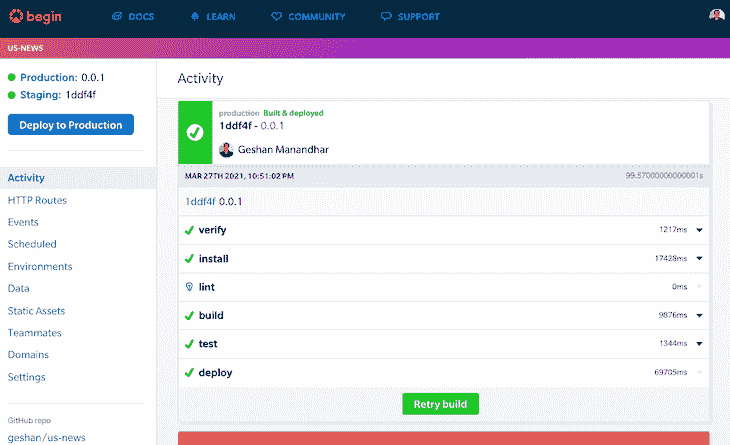 begin DOCS LEARN COMMUNITY SUPPORT
US-NEWS
Production: 0.0.1
Staging: 1ddf4f
Deploy to Production
Activity
HTTP Routes
Events
Scheduled
Environments
Data
Static Assets
Teammates
Domains
Settings
GitHub repo
geshan/us-news
Activity
production Built & deployed
1ddf4f - 0.0.1
Geshan Manandhar
MAR 27TH 2021, 10:51:02 PM 99.57000000000001s
1ddf4f 0.0.1
verify 1217ms
install 17428ms
lint 0ms
build 9876ms
test 1344ms
deploy 69705ms
Retry build